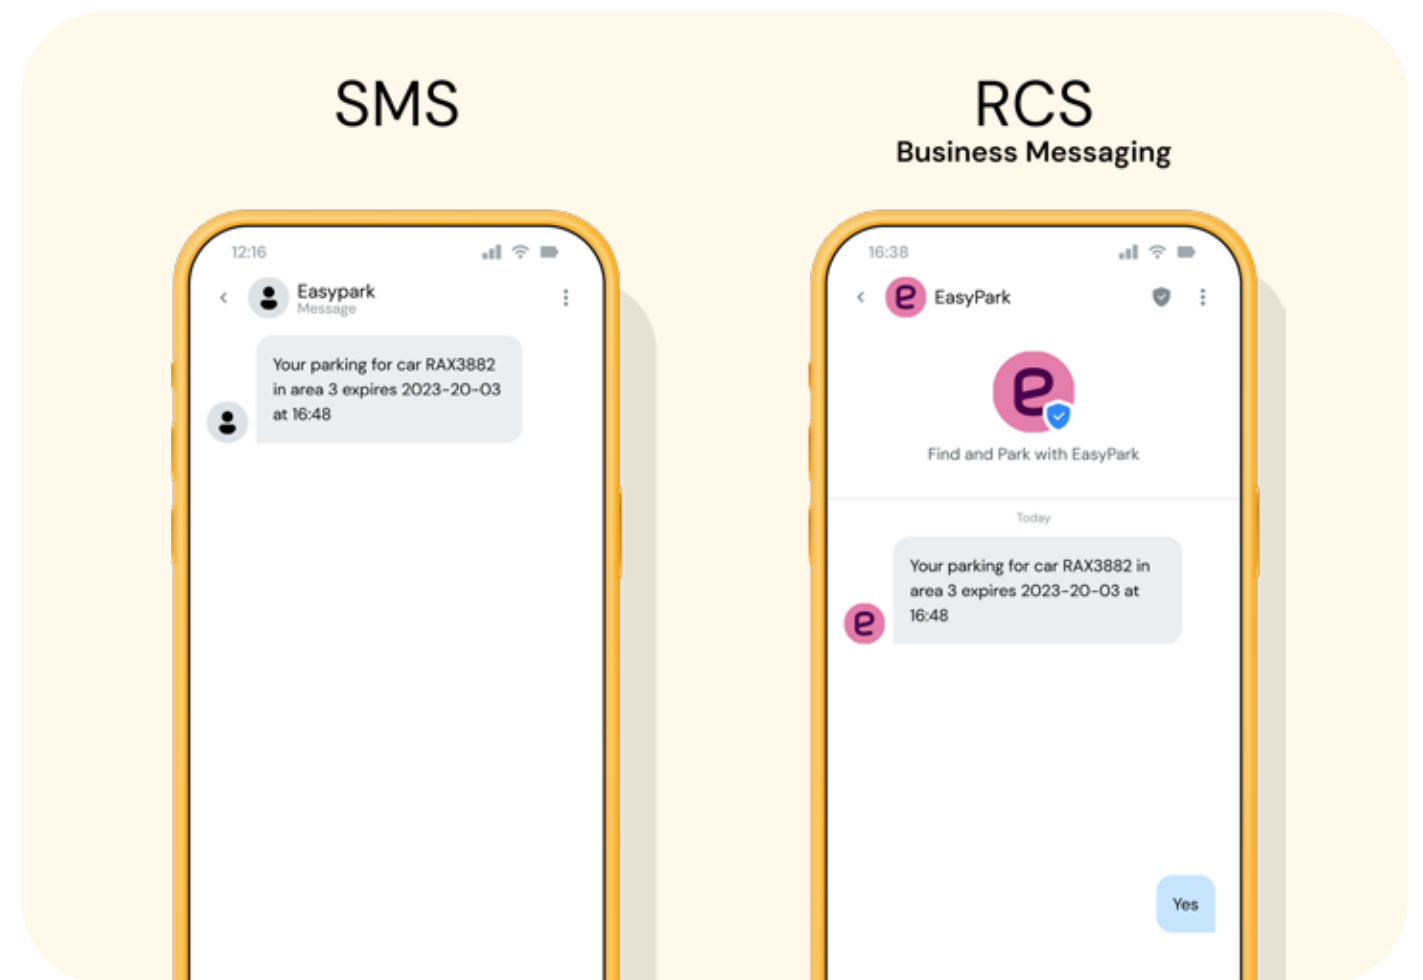 SMS
12:16
Easypark
Message
Your parking for car RAX3882
in area 3 expires 2023-20-03
at 16:48
RCS
Business Messaging
16:38
e EasyPark
e
Find and Park with EasyPark
Today
Your parking for car RAX3882 in
area 3 expires 2023-20-03 at
16:48
e
Yes